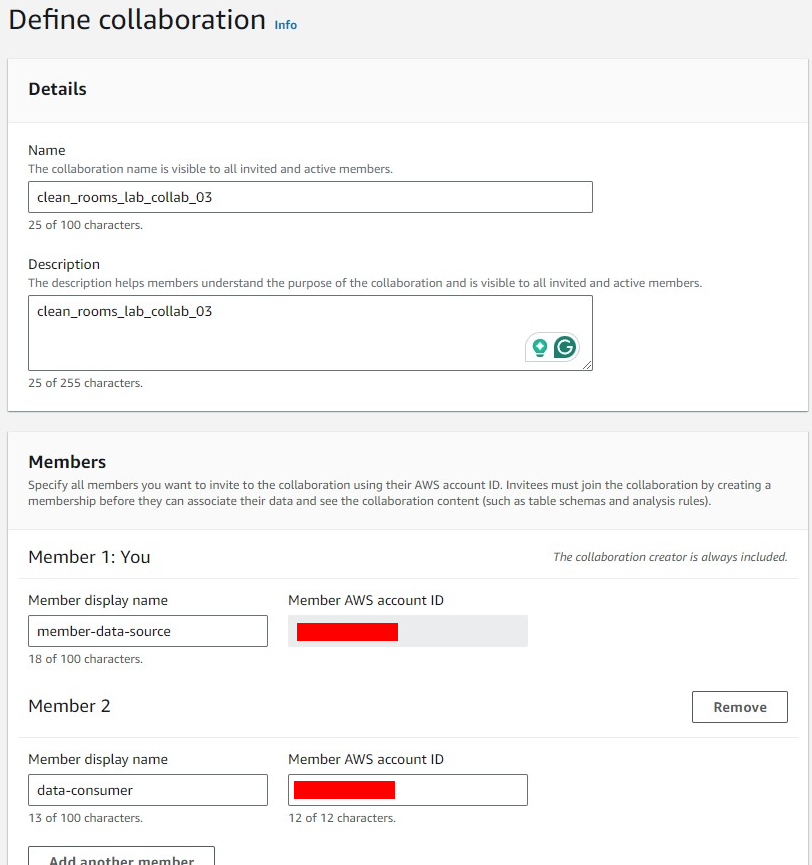 Define collaboration Info
Details
Name
The collaboration name is visible to all invited and active members.
clean_rooms_lab_collab_03
25 of 100 characters.
Description
The description helps members understand the purpose of the collaboration and is visible to all invited and active members.
clean_rooms_lab_collab_03
25 of 255 characters.
Members
Specify all members you want to invite to the collaboration using their AWS account ID. Invitees must join the collaboration by creating a
membership before they can associate their data and see the collaboration content (such as table schemas and analysis rules).
Member 1: You
The collaboration creator is always included.
Member display name
Member AWS account ID
member-data-source
18 of 100 characters.
Member 2
Remove
Member display name
Member AWS account ID
data-consumer
13 of 100 characters.
12 of 12 characters.
Add another member